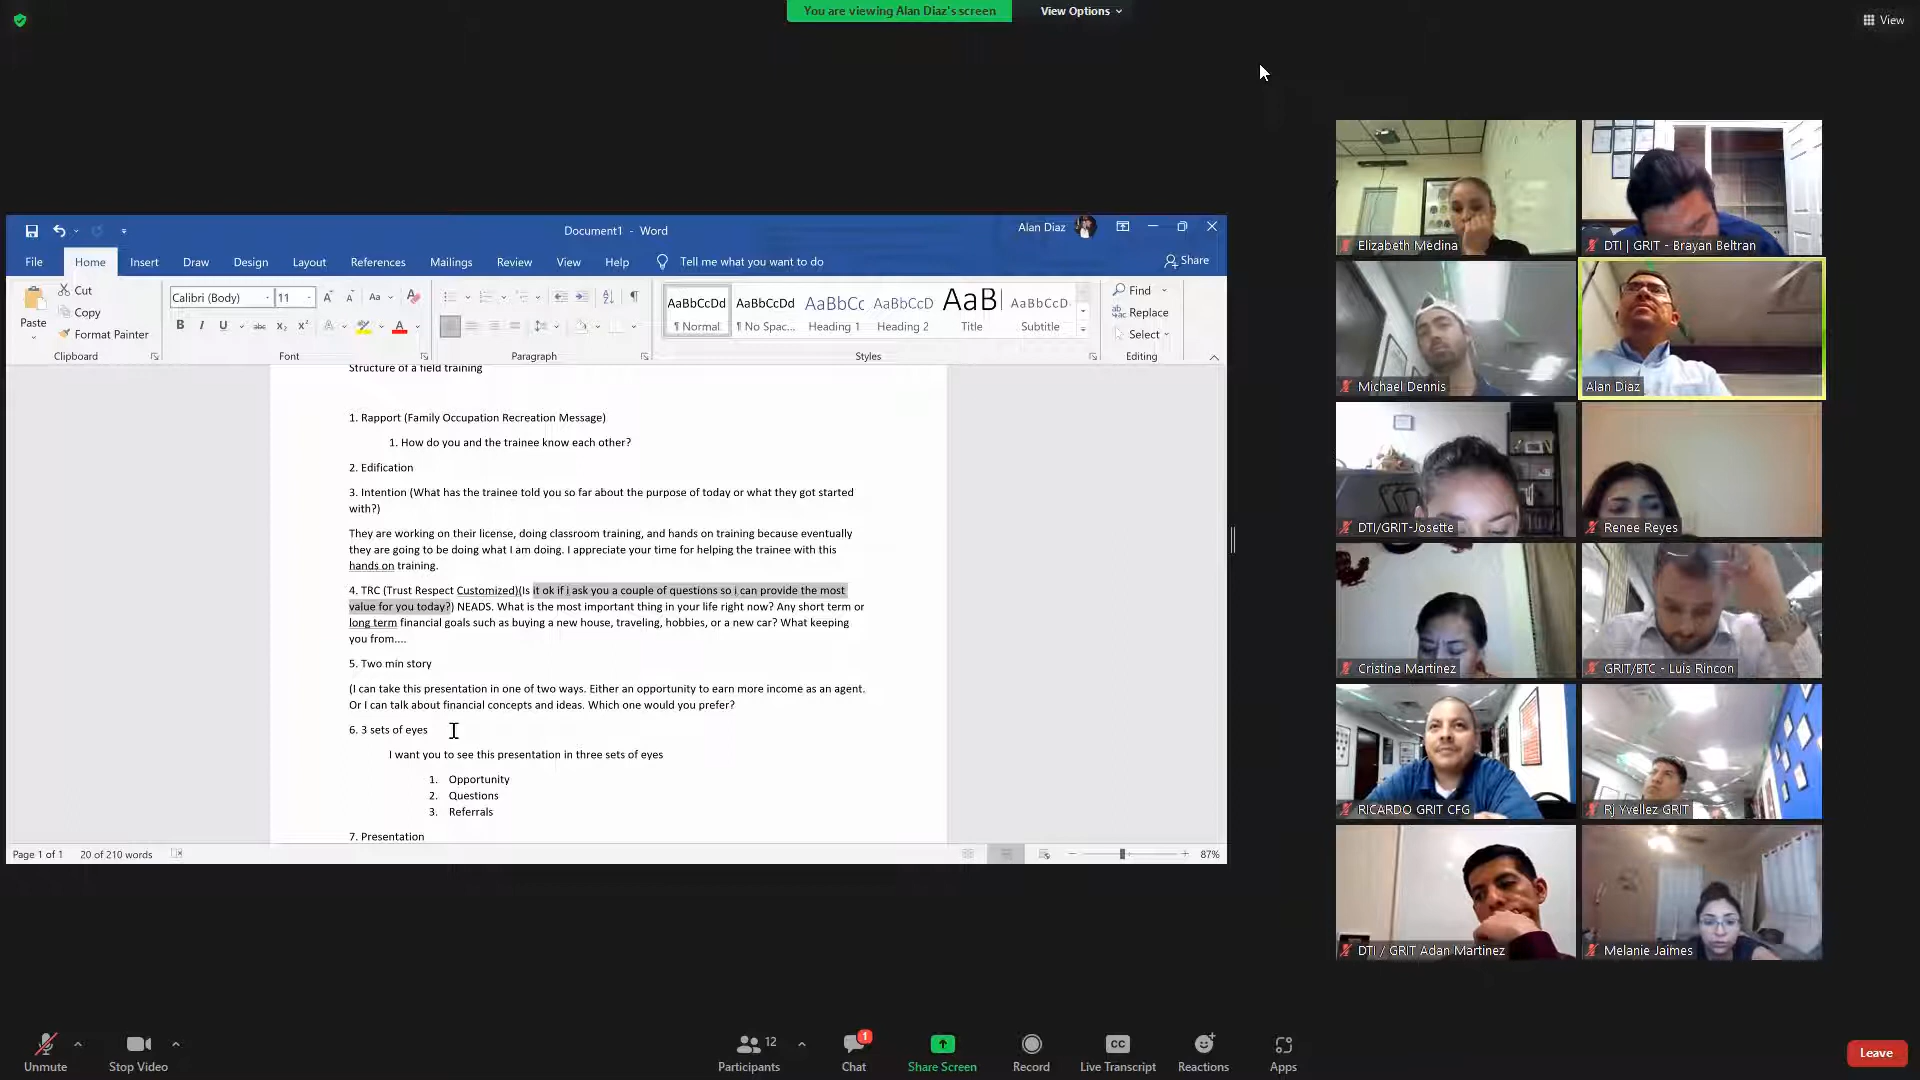 You are viewing Alan Diaz's screen
View Options
View
Document1 - Word
Alan Diaz
File Home Insert Draw Design Layout References Mailings Review View Help Tell me what you want to do
Share
Paste
Cut
Copy
Format Painter
Clipboard
Calibri (Body) 11
Font
Paragraph
AaBbCcDd AaBbCcDd AaBbCc AaBbCcD AaB AaBbCcD
¶ Normal ¶ No Spac... Heading 1 Heading 2 Title Subtitle
Styles
Find
Replace
Select
Editing
Structure of a field training
1. Rapport (Family Occupation Recreation Message)
1. How do you and the trainee know each other?
2. Edification
3. Intention (What has the trainee told you so far about the purpose of today or what they got started
with?)
They are working on their license, doing classroom training, and hands on training because eventually
they are going to be doing what I am doing. I appreciate your time for helping the trainee with this
hands on training.
4. TRC (Trust Respect Customized)(Is it ok if i ask you a couple of questions so i can provide the most
value for you today?) NEADS. What is the most important thing in your life right now? Any short term or
long term financial goals such as buying a new house, traveling, hobbies, or a new car? What keeping
you from....
5. Two min story
(I can take this presentation in one of two ways. Either an opportunity to earn more income as an agent.
Or I can talk about financial concepts and ideas. Which one would you prefer?
6. 3 sets of eyes
I want you to see this presentation in three sets of eyes
1. Opportunity
2. Questions
3. Referrals
7. Presentation
Page 1 of 1 20 of 210 words
87%
Elizabeth Medina
DTI | GRIT - Brayan Beltran
Michael Dennis
Alan Diaz
DTI/GRIT-Josette
Renee Reyes
Cristina Martinez
GRIT/BTC - Luis Rincon
RICARDO GRIT CFG
Rj Yvellez GRIT
DTI / GRIT Adan Martinez
Melanie Jaimes
Unmute
Stop Video
Participants 12
Chat 1
Share Screen
Record
CC Live Transcript
Reactions
Apps
Leave